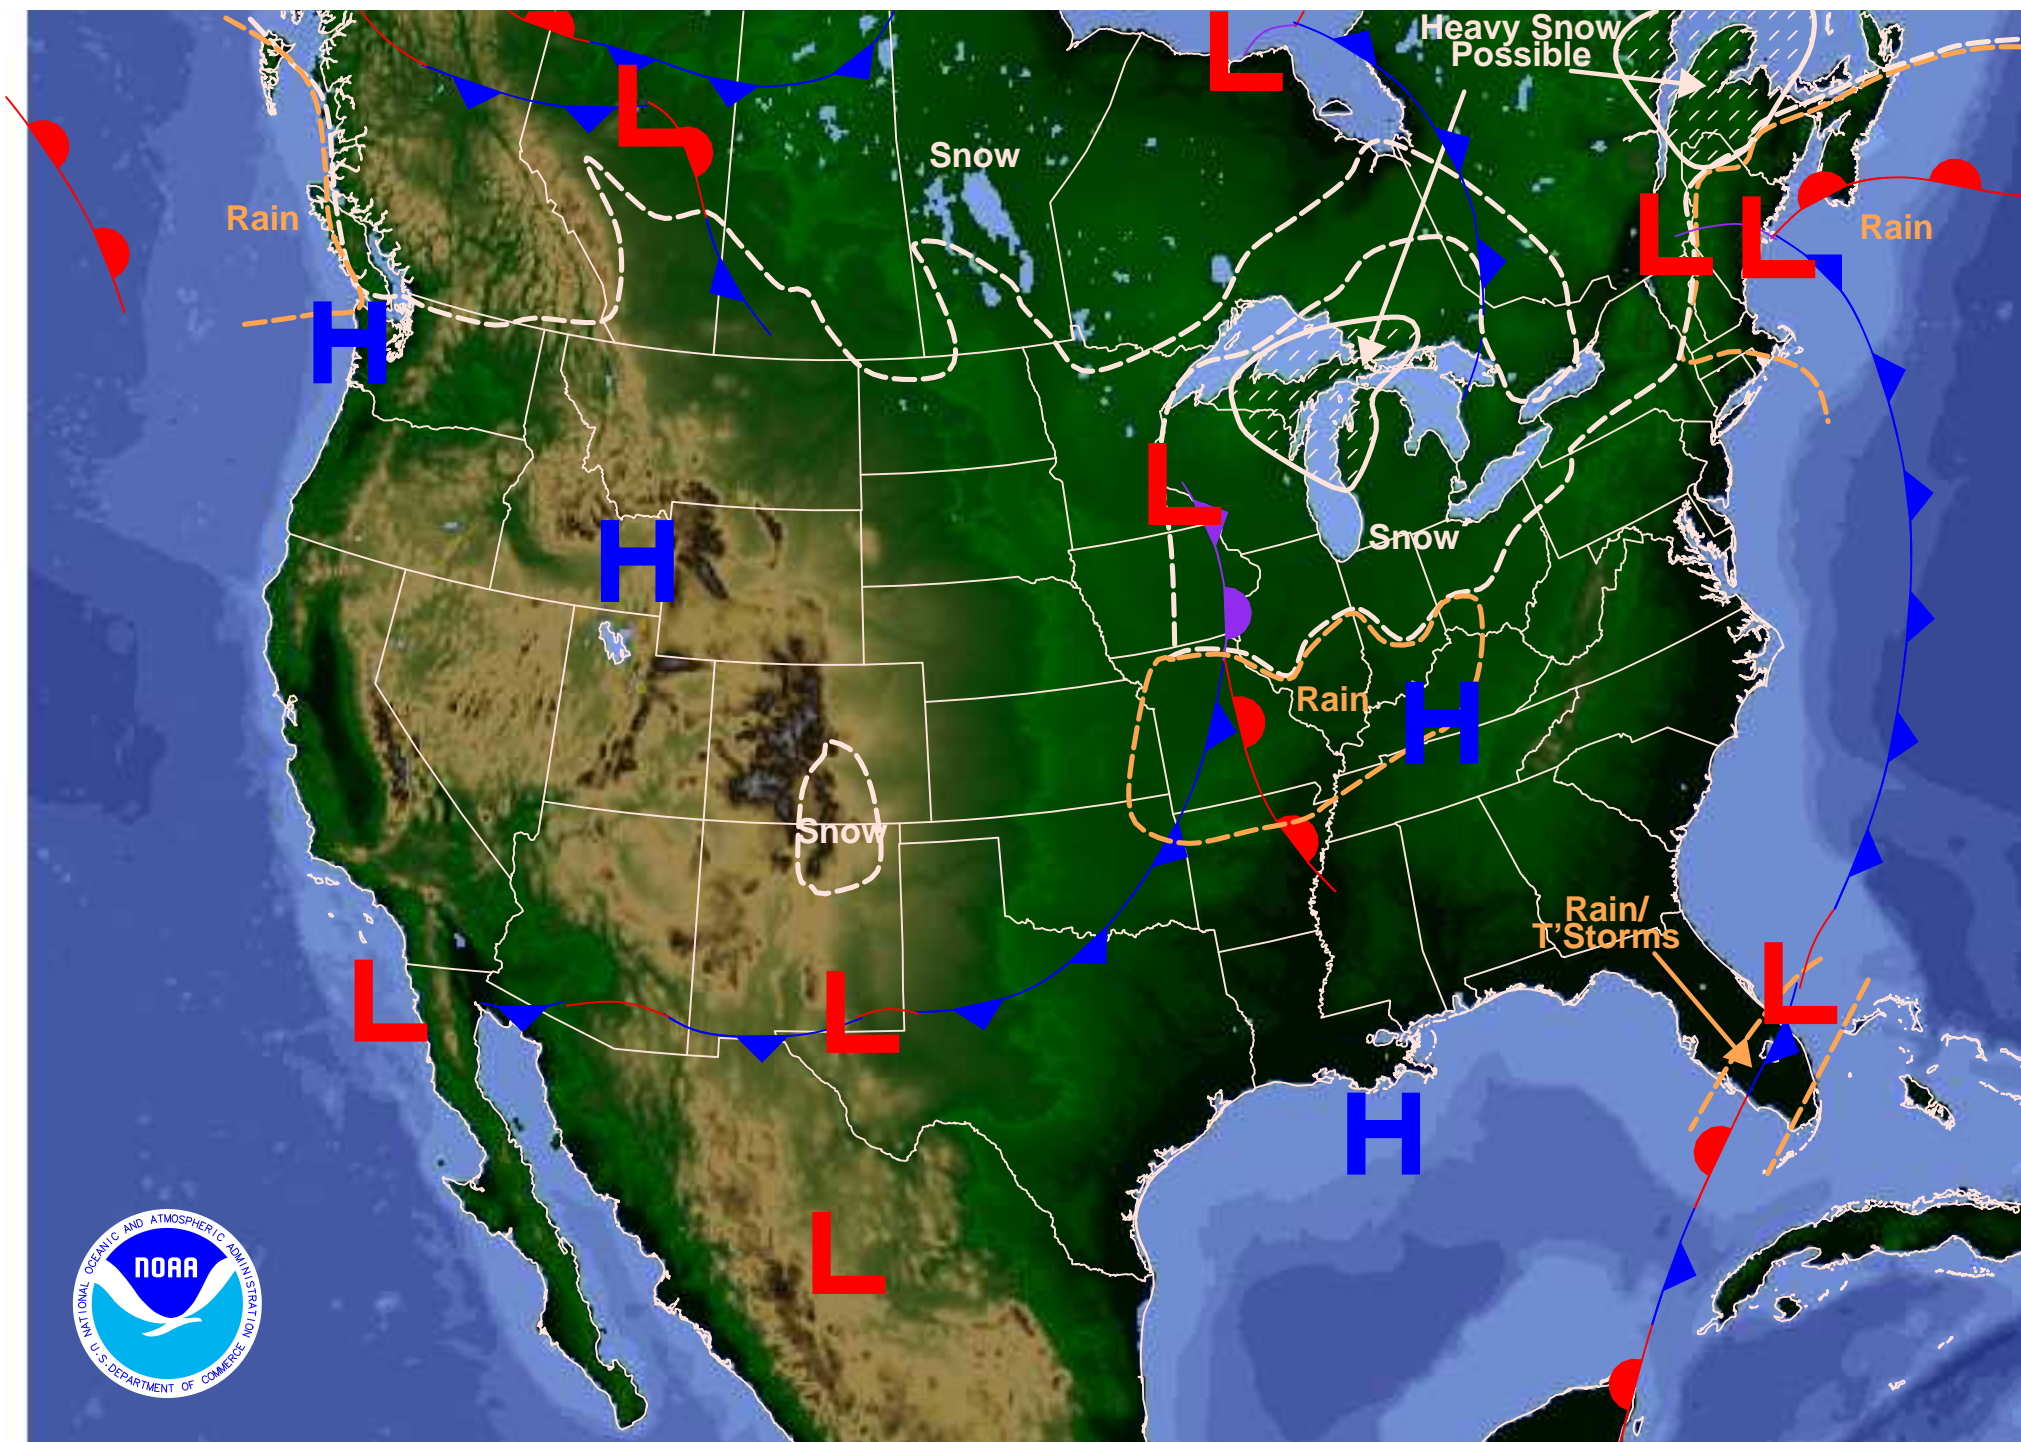 Heavy Snow
Possible
Snow
Rain
Rain
L
L
L
L
H
L
Snow
H
Rain
H
Snow
Rain/
T'Storms
L
L
L
H
L
NATIONAL OCEANIC AND ATMOSPHERIC ADMINISTRATION
NOAA
U.S. DEPARTMENT OF COMMERCE